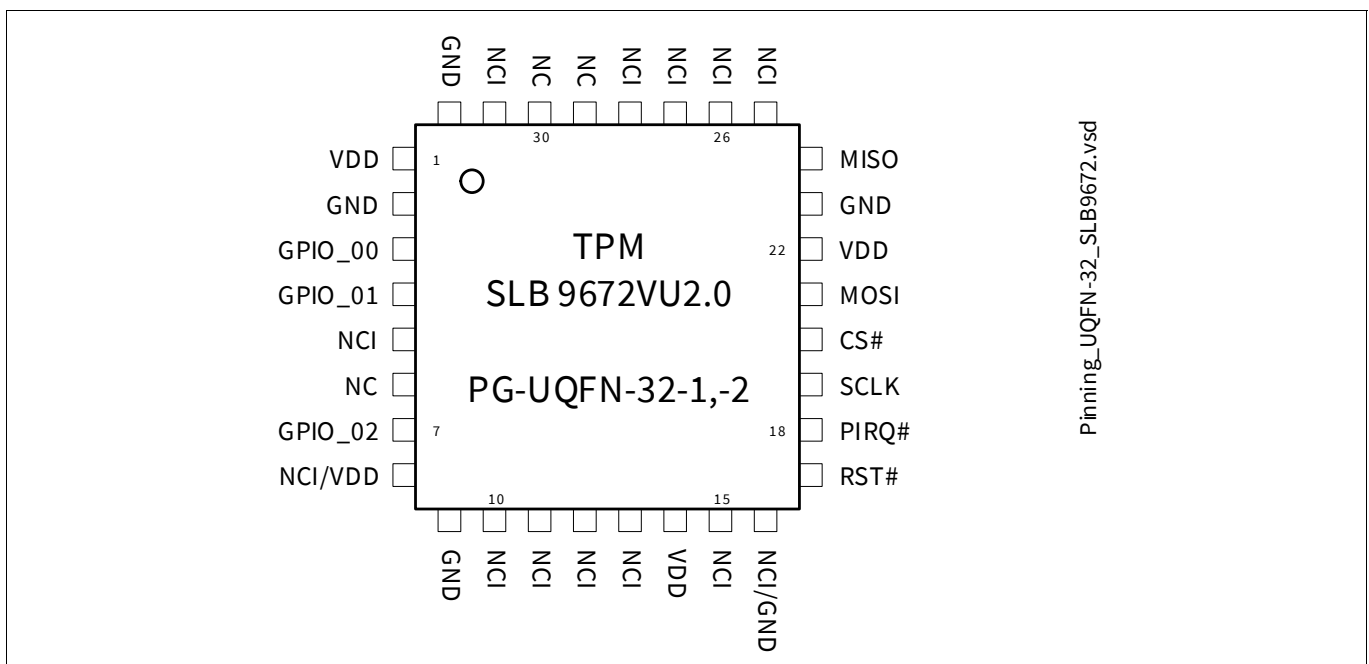 GND
NCI
NC
NC
NCI
NCI
NCI
NCI
30
26
VDD
1
MISO
GND
GND
GPIO_00
TPM
22
VDD
GPIO_01
SLB 9672VU2.0
MOSI
NCI
CS#
NC
PG-UQFN-32-1,-2
SCLK
GPIO_02
7
18
PIRQ#
NCI/VDD
RST#
10
15
GND
NCI
NCI
NCI
NCI
VDD
NCI
NCI/GND
Pinning_UQFN-32_SLB9672.vsd